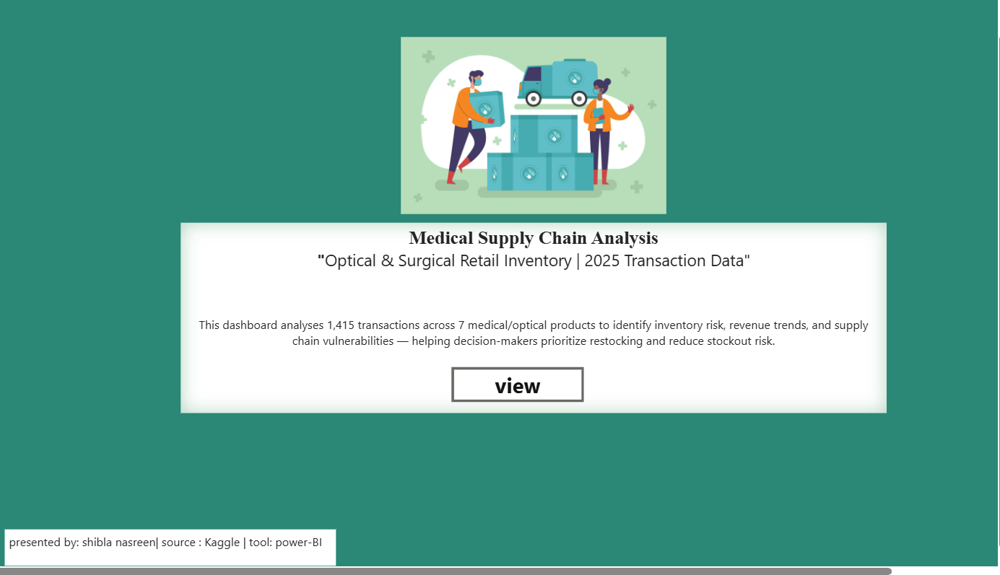 Medical Supply Chain Analysis
"Optical & Surgical Retail Inventory | 2025 Transaction Data"
This dashboard analyses 1,415 transactions across 7 medical/optical products to identify inventory risk, revenue trends, and supply
chain vulnerabilities — helping decision-makers prioritize restocking and reduce stockout risk.
view
presented by: shibla nasreen| source : Kaggle | tool: power-BI